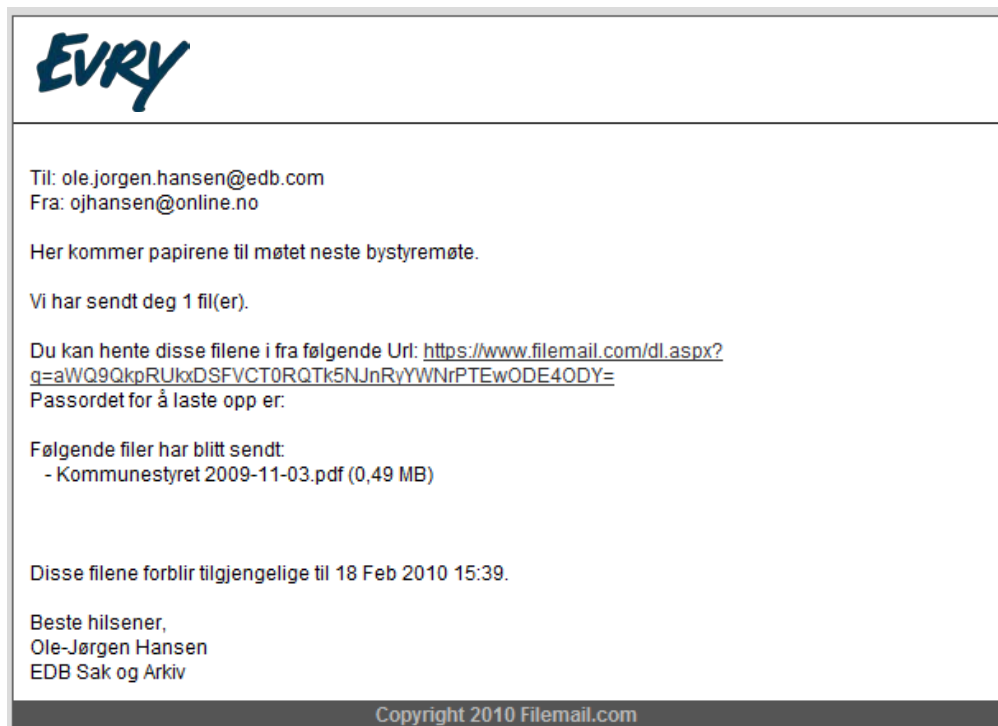 EVRY
Til: ole.jorgen.hansen@edb.com
Fra: ojhansen@online.no
Her kommer papirene til møtet neste bystyremøte.
Vi har sendt deg 1 fil(er).
Du kan hente disse filene i fra følgende Url: https://www.filemail.com/dl.aspx?
q=aWQ9QkpRUkxDSFVCT0RQTk5NJnRyYWNrPTEwODE4ODY=
Passordet for å laste opp er:
Følgende filer har blitt sendt:
- Kommunestyret 2009-11-03.pdf (0,49 MB)
Disse filene forblir tilgjengelige til 18 Feb 2010 15:39.
Beste hilsener,
Ole-Jørgen Hansen
EDB Sak og Arkiv
Copyright 2010 Filemail.com